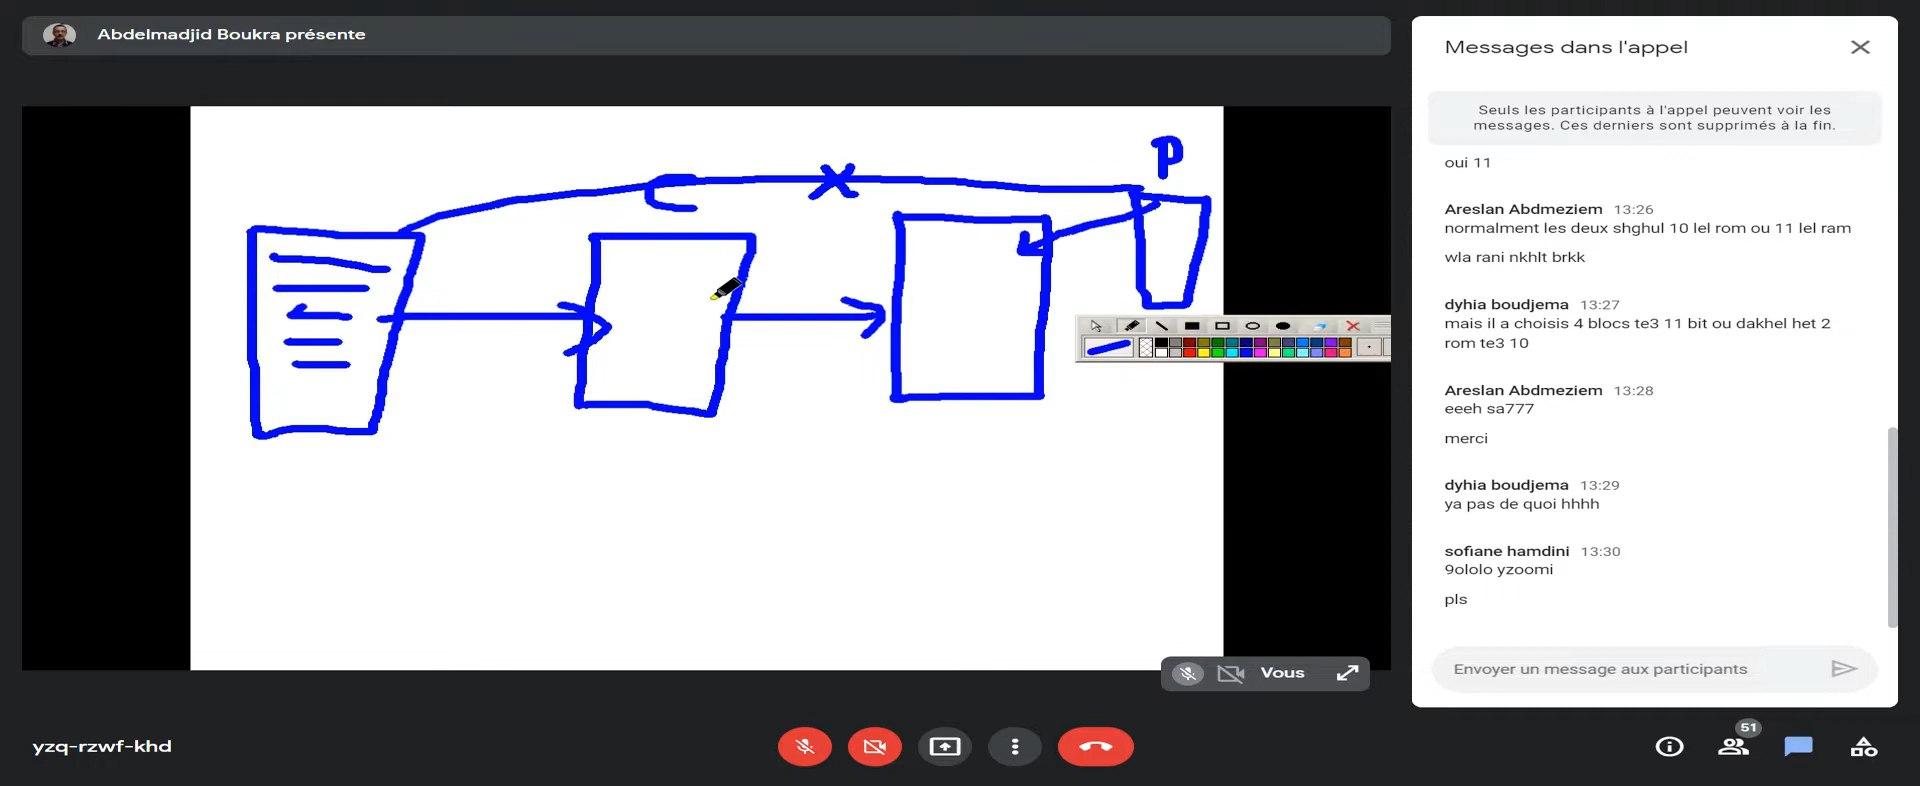 Abdelmadjid Boukra présente
P
Vous
yzq-rzwf-khd
51
Messages dans l'appel
Seuls les participants à l'appel peuvent voir les
messages. Ces derniers sont supprimés à la fin.
oui 11
Areslan Abdmeziem 13:26
normalment les deux shghul 10 lel rom ou 11 lel ram
wla rani nkhlt brkk
dyhia boudjema 13:27
mais il a choisis 4 blocs te3 11 bit ou dakhel het 2
rom te3 10
Areslan Abdmeziem 13:28
eeeh sa777
merci
dyhia boudjema 13:29
ya pas de quoi hhhh
sofiane hamdini 13:30
9ololo yzoomi
pls
Envoyer un message aux participants